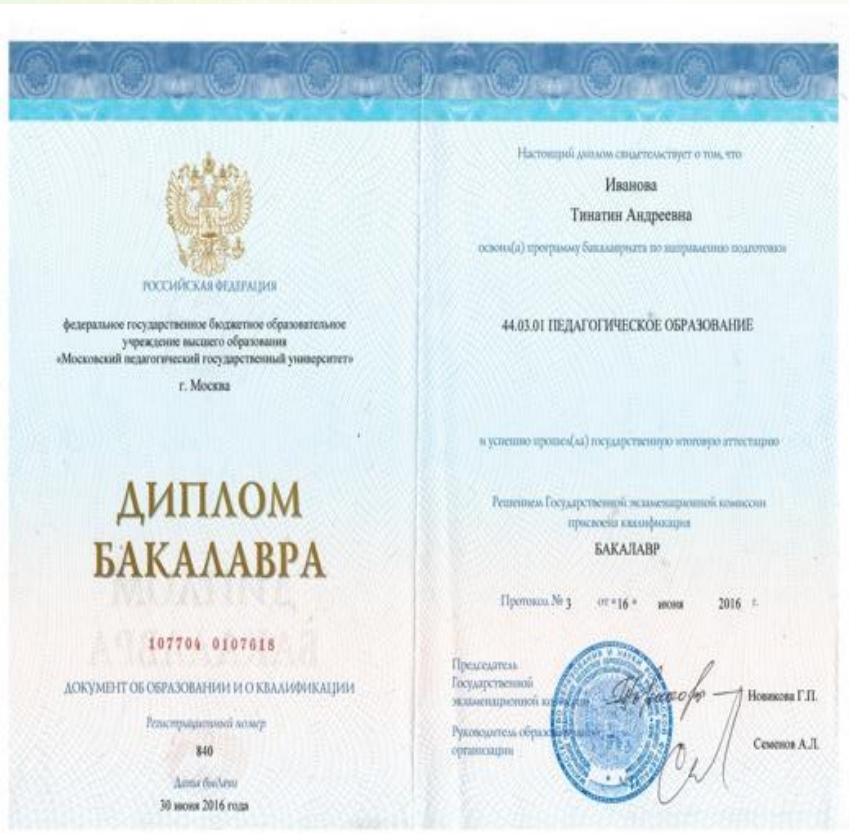 РОССИЙСКАЯ ФЕДЕРАЦИЯ
федеральное государственное бюджетное образовательное
учреждение высшего образования
«Московский педагогический государственный университет»
г. Москва
ДИПЛОМ
БАКАЛАВРА
107704 0107618
ДОКУМЕНТ ОБ ОБРАЗОВАНИИ И О КВАЛИФИКАЦИИ
Регистрационный номер
840
Дата выдачи
30 июня 2016 года
Настоящий диплом свидетельствует о том, что
Иванова
Тинатин Андреевна
освоил(а) программу бакалавриата по направлению подготовки
44.03.01 ПЕДАГОГИЧЕСКОЕ ОБРАЗОВАНИЕ
и успешно прошел(ла) государственную итоговую аттестацию
Решением Государственной экзаменационной комиссии
присвоена квалификация
БАКАЛАВР
Протокол № 3 от «16» июня 2016 г.
Председатель
Государственной
экзаменационной
Новикова Г.П.
Руководитель
организации
Семенов А.Л.